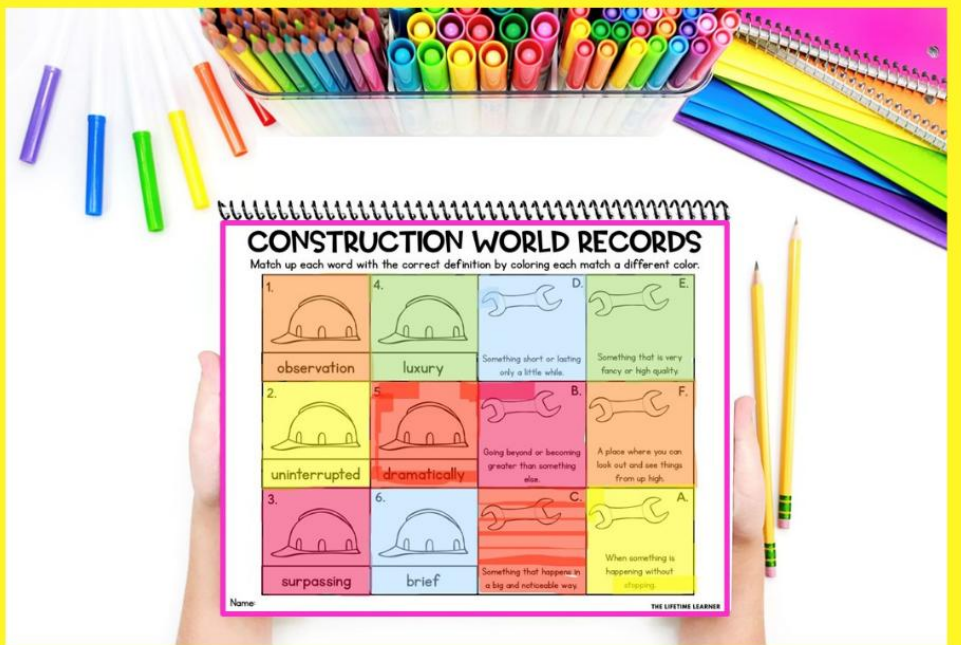 CONSTRUCTION WORLD RECORDS
Match up each word with the correct definition by coloring each match a different color.
1.
observation
4.
luxury
D.
Something short or lasting
only a little while.
E.
Something that is very
fancy or high quality.
2.
uninterrupted
5.
dramatically
B.
Going beyond or becoming
greater than something
else.
F.
A place where you can
look out and see things
from up high.
3.
surpassing
6.
brief
C.
Something that happens in
a big and noticeable way.
A.
When something is
happening without
stopping.
Name:
THE LIFETIME LEARNER